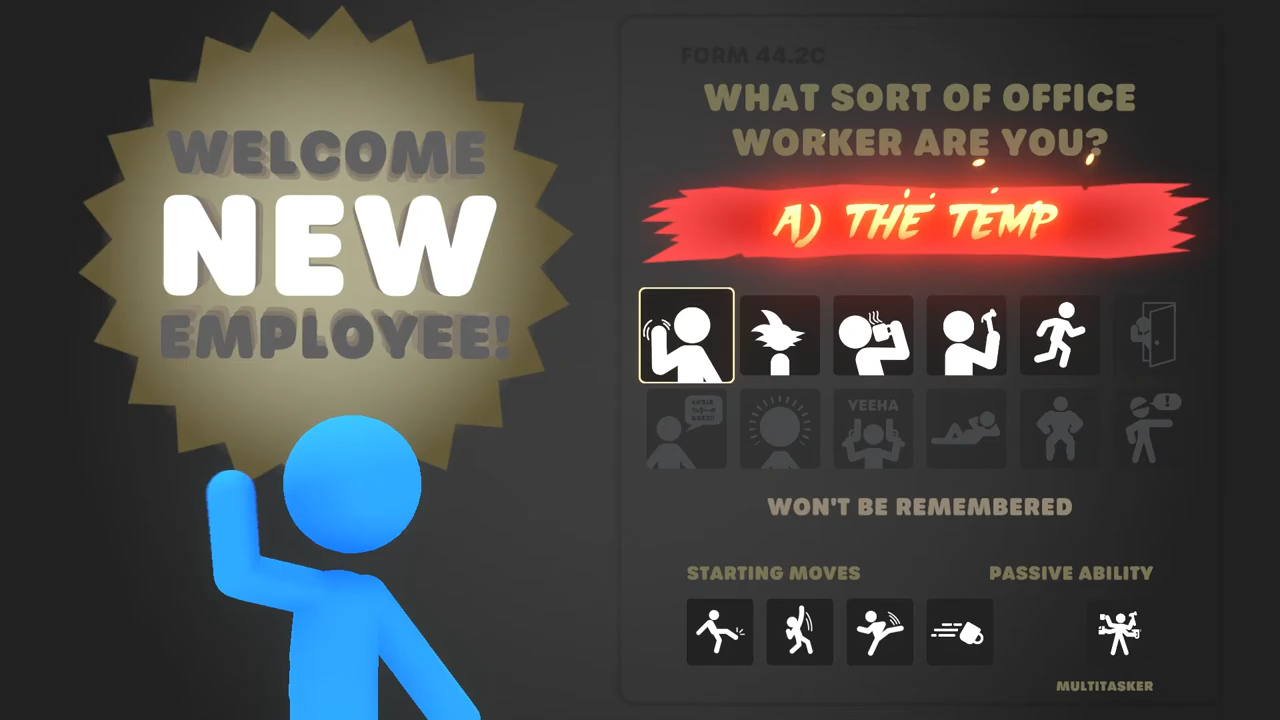 WELCOME
NEW
EMPLOYEE!
FORM 44.2C
WHAT SORT OF OFFICE
WORKER ARE YOU?
A) THE TEMP
YEEHA
!
WON'T BE REMEMBERED
STARTING MOVES
PASSIVE ABILITY
MULTITASKER